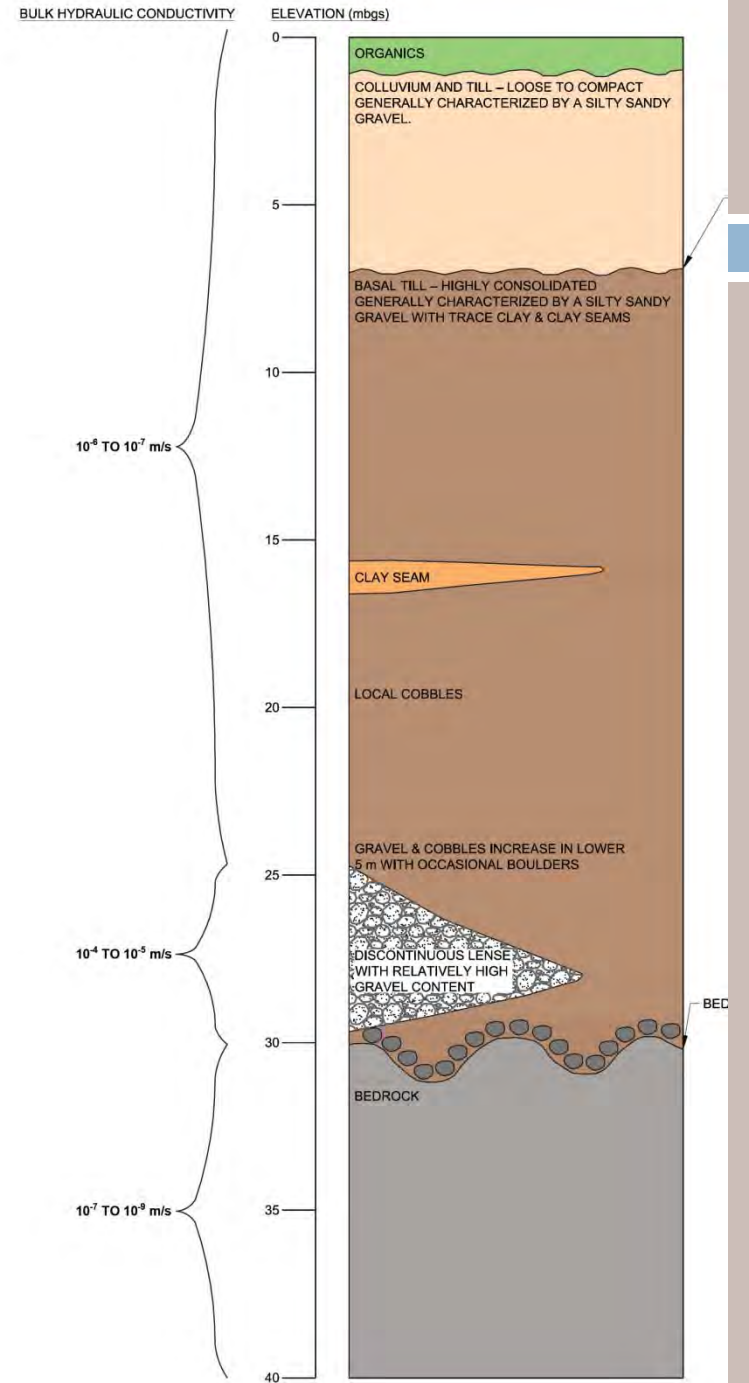 BULK HYDRAULIC CONDUCTIVITY
ELEVATION (mbgs)
0
ORGANICS
COLLUVIUM AND TILL – LOOSE TO COMPACT
GENERALLY CHARACTERIZED BY A SILTY SANDY
GRAVEL.
5
BASAL TILL – HIGHLY CONSOLIDATED
GENERALLY CHARACTERIZED BY A SILTY SANDY
GRAVEL WITH TRACE CLAY & CLAY SEAMS
10
10⁻⁶ TO 10⁻⁷ m/s
15
CLAY SEAM
LOCAL COBBLES
20
GRAVEL & COBBLES INCREASE IN LOWER
5 m WITH OCCASIONAL BOULDERS
25
10⁻⁴ TO 10⁻⁵ m/s
DISCONTINUOUS LENSE
WITH RELATIVELY HIGH
GRAVEL CONTENT
BED
30
BEDROCK
10⁻⁷ TO 10⁻⁹ m/s
35
40